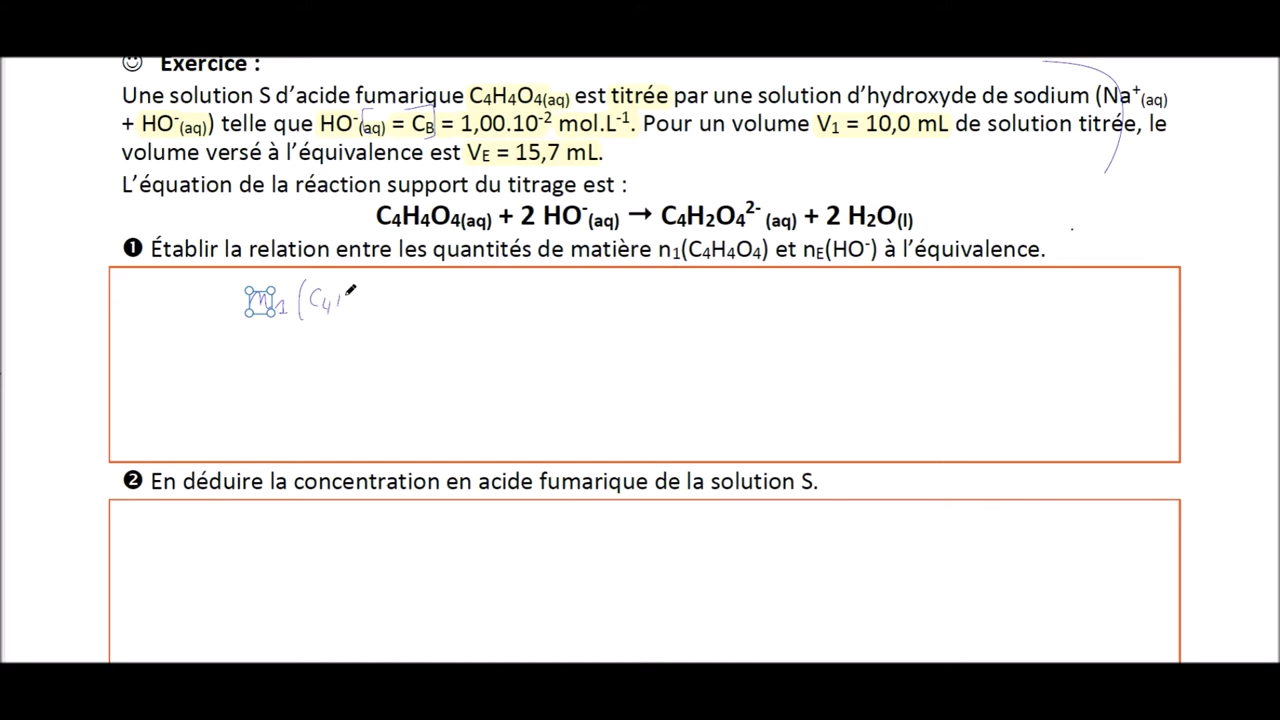 ☺ Exercice :
Une solution S d’acide fumarique C₄H₄O₄(aq) est titrée par une solution d’hydroxyde de sodium (Na⁺(aq)
+ HO⁻(aq)) telle que [HO⁻(aq)] = C_B = 1,00.10⁻² mol.L⁻¹. Pour un volume V₁ = 10,0 mL de solution titrée, le
volume versé à l’équivalence est V_E = 15,7 mL.
L’équation de la réaction support du titrage est :
C₄H₄O₄(aq) + 2 HO⁻(aq) → C₄H₂O₄²⁻ (aq) + 2 H₂O(l)
❶ Établir la relation entre les quantités de matière n₁(C₄H₄O₄) et n_E(HO⁻) à l’équivalence.
n₁ (C₄
❷ En déduire la concentration en acide fumarique de la solution S.